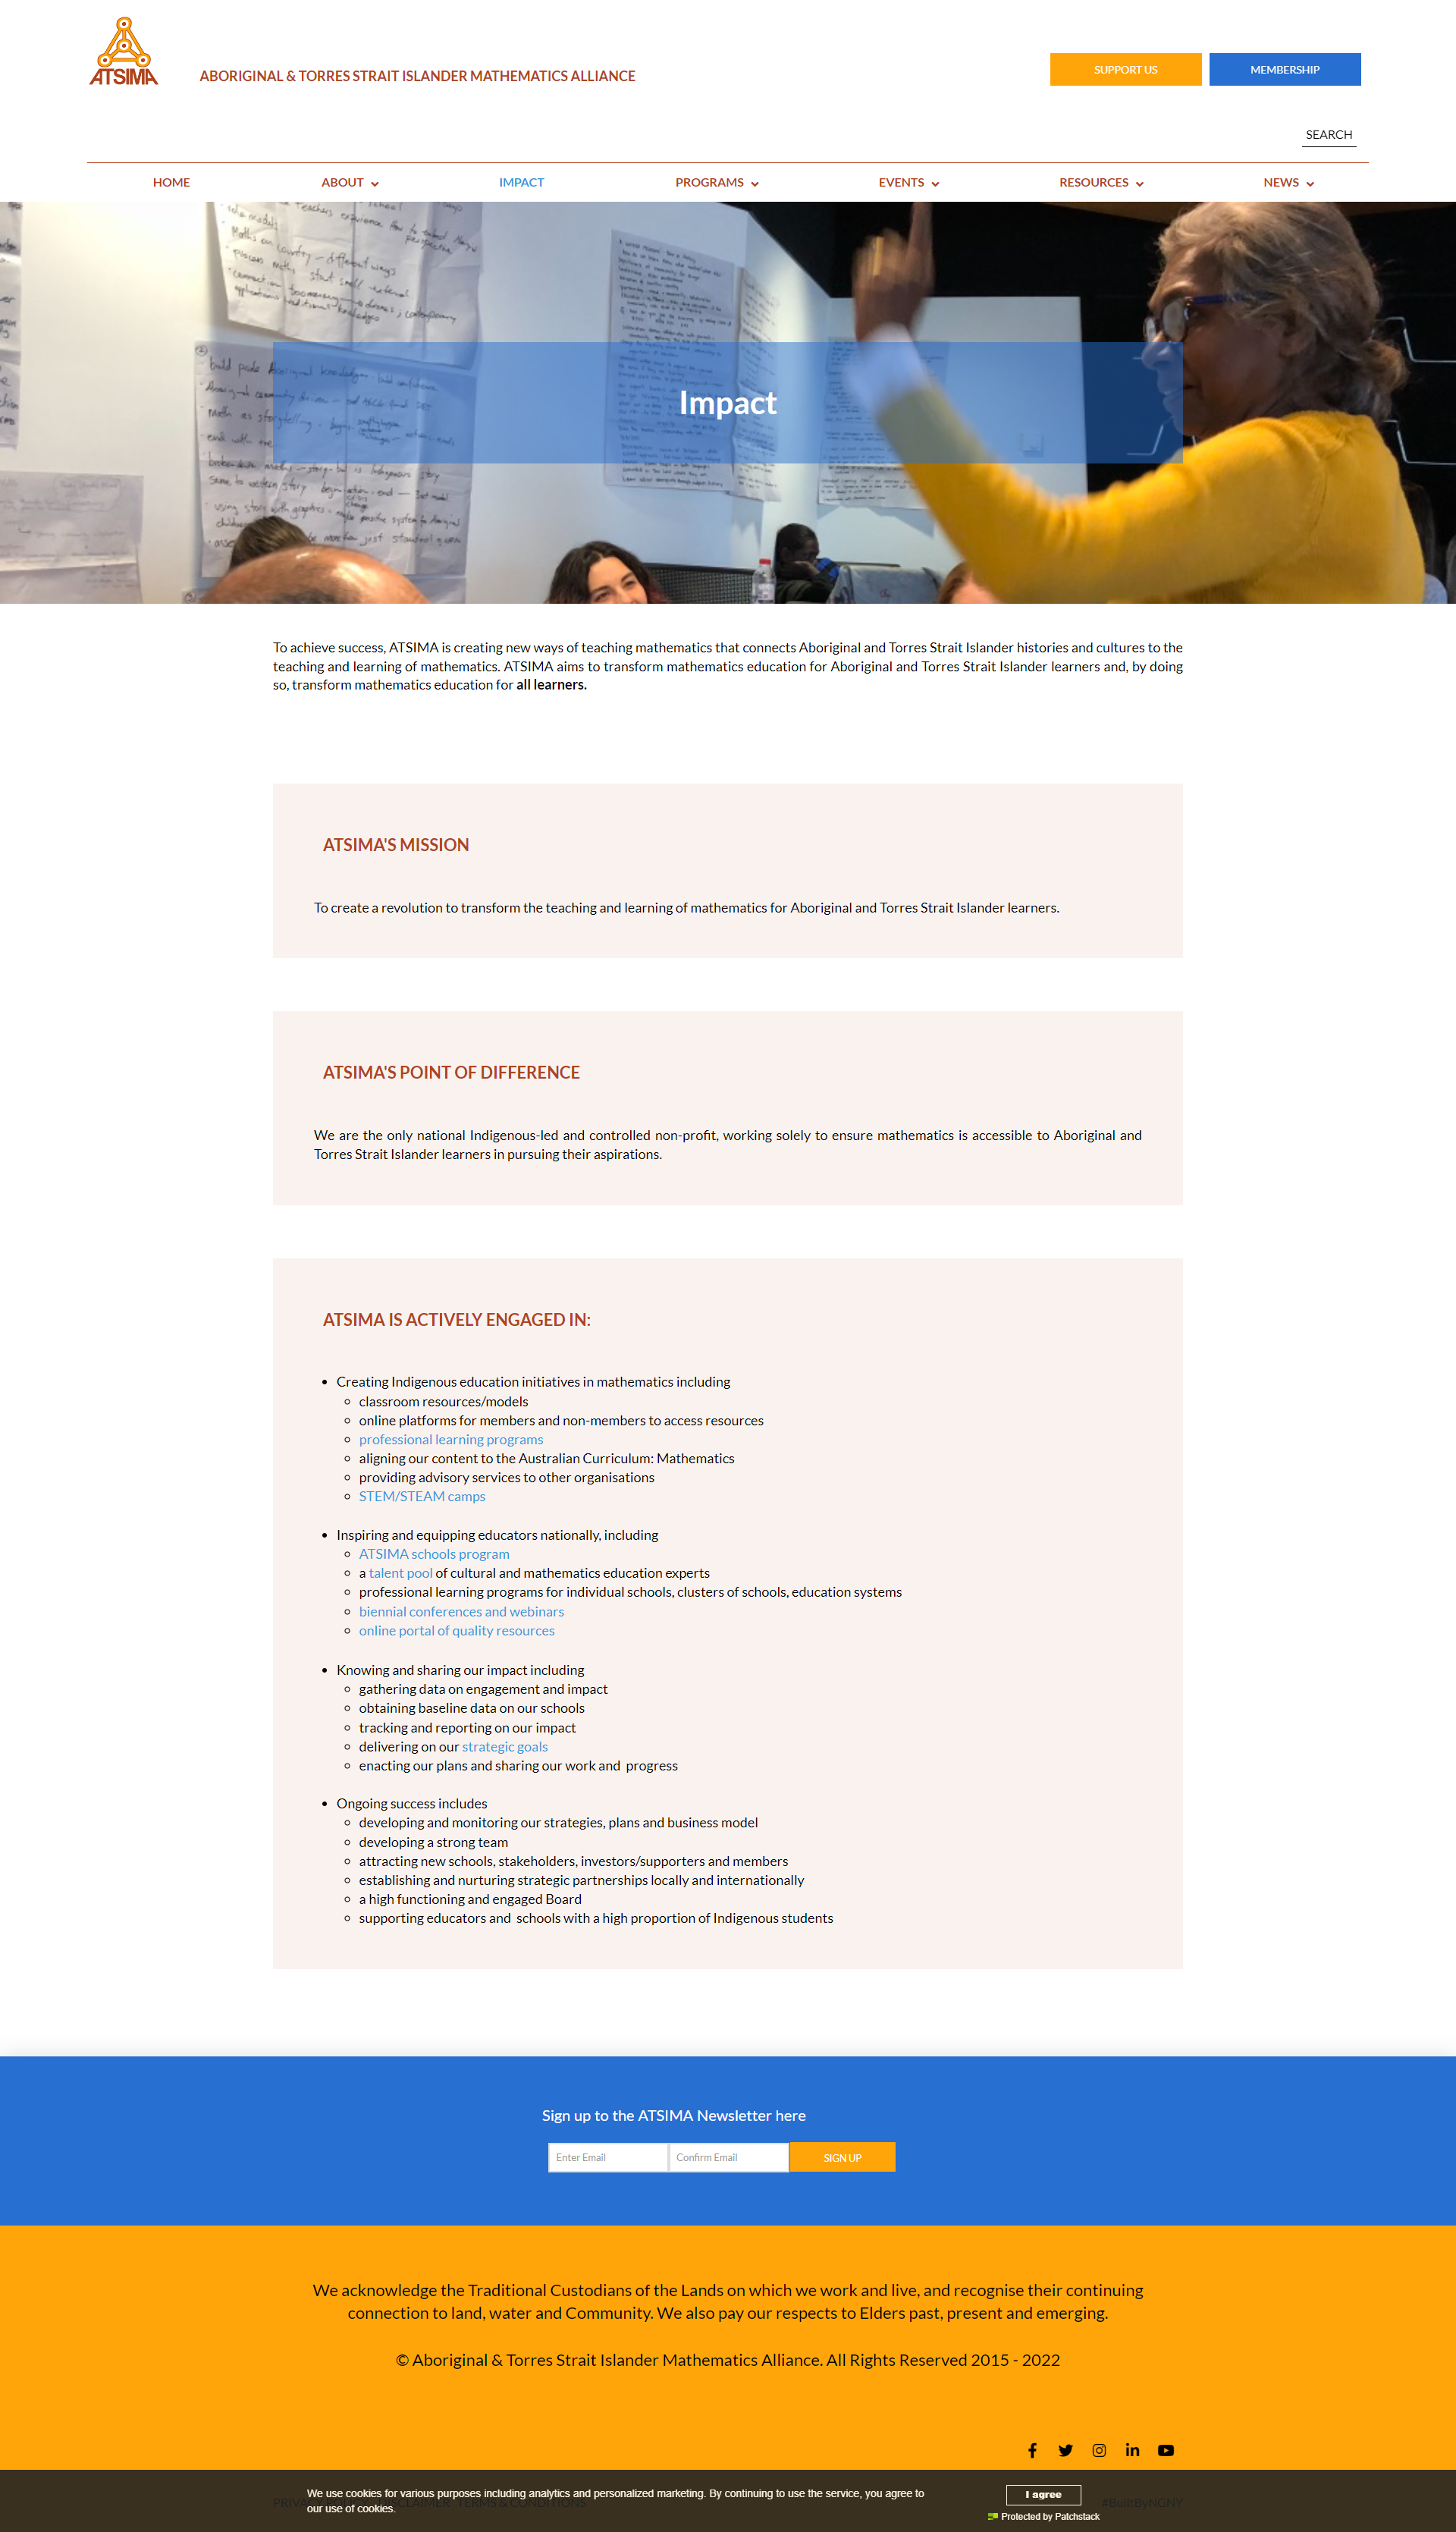 ATSIMA
ABORIGINAL & TORRES STRAIT ISLANDER MATHEMATICS ALLIANCE
SUPPORT US
MEMBERSHIP
SEARCH
HOME
ABOUT
IMPACT
PROGRAMS
EVENTS
RESOURCES
NEWS
Impact
To achieve success, ATSIMA is creating new ways of teaching mathematics that connects Aboriginal and Torres Strait Islander histories and cultures to the
teaching and learning of mathematics. ATSIMA aims to transform mathematics education for Aboriginal and Torres Strait Islander learners and, by doing
so, transform mathematics education for all learners.
ATSIMA'S MISSION
To create a revolution to transform the teaching and learning of mathematics for Aboriginal and Torres Strait Islander learners.
ATSIMA'S POINT OF DIFFERENCE
We are the only national Indigenous-led and controlled non-profit, working solely to ensure mathematics is accessible to Aboriginal and
Torres Strait Islander learners in pursuing their aspirations.
ATSIMA IS ACTIVELY ENGAGED IN:
Creating Indigenous education initiatives in mathematics including
classroom resources/models
online platforms for members and non-members to access resources
professional learning programs
aligning our content to the Australian Curriculum: Mathematics
providing advisory services to other organisations
STEM/STEAM camps
Inspiring and equipping educators nationally, including
ATSIMA schools program
a talent pool of cultural and mathematics education experts
professional learning programs for individual schools, clusters of schools, education systems
biennial conferences and webinars
online portal of quality resources
Knowing and sharing our impact including
gathering data on engagement and impact
obtaining baseline data on our schools
tracking and reporting on our impact
delivering on our strategic goals
enacting our plans and sharing our work and progress
Ongoing success includes
developing and monitoring our strategies, plans and business model
developing a strong team
attracting new schools, stakeholders, investors/supporters and members
establishing and nurturing strategic partnerships locally and internationally
a high functioning and engaged Board
supporting educators and schools with a high proportion of Indigenous students
Sign up to the ATSIMA Newsletter here
Enter Email
Confirm Email
SIGN UP
We acknowledge the Traditional Custodians of the Lands on which we work and live, and recognise their continuing
connection to land, water and Community. We also pay our respects to Elders past, present and emerging.
© Aboriginal & Torres Strait Islander Mathematics Alliance. All Rights Reserved 2015 - 2022
We use cookies for various purposes including analytics and personalized marketing. By continuing to use the service, you agree to
our use of cookies.
I agree
Protected by Patchstack
#BuiltByNGNY